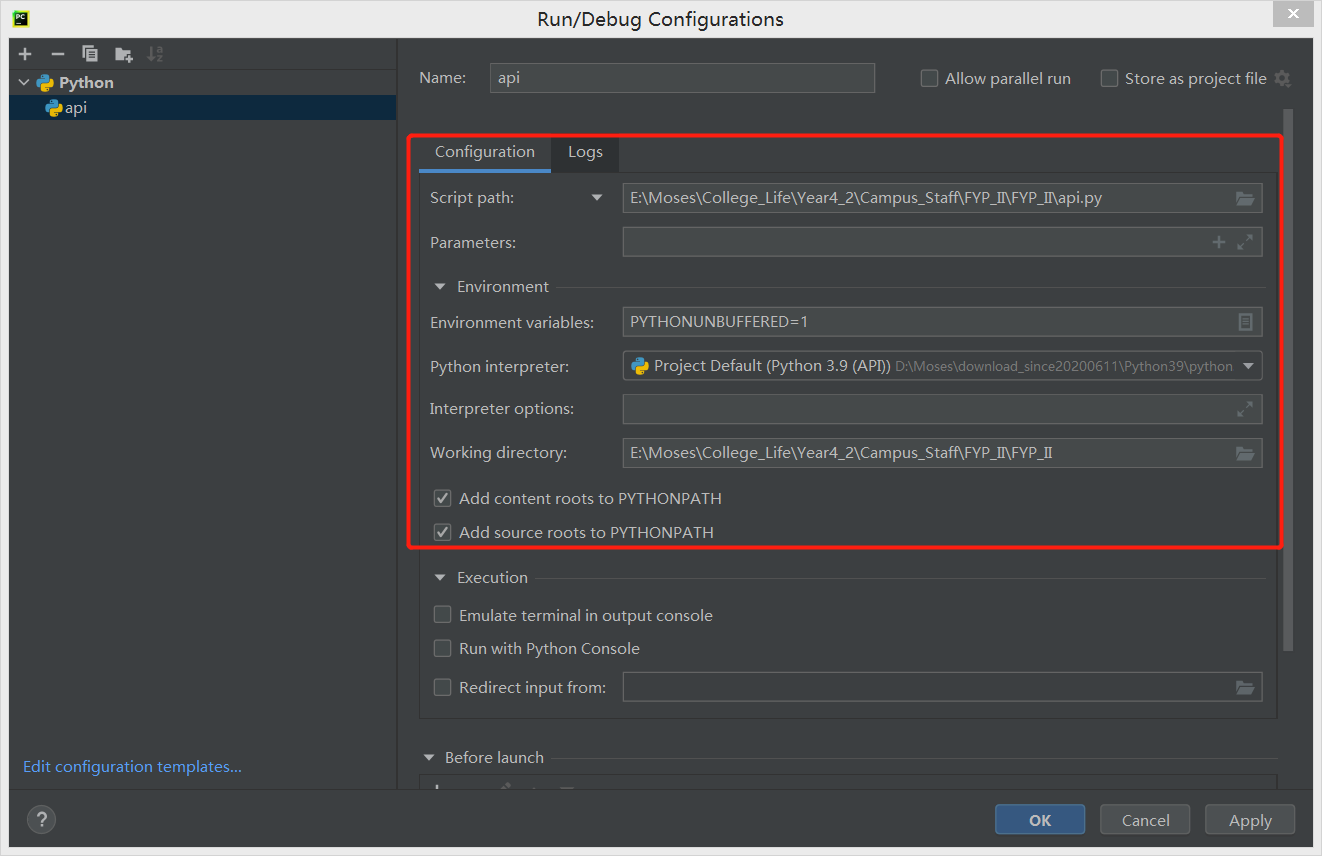 PC
Run/Debug Configurations
Python
api
Name:
api
Allow parallel run
Store as project file
Configuration
Logs
Script path:
E:\Moses\College_Life\Year4_2\Campus_Staff\FYP_II\FYP_II\api.py
Parameters:
Environment
Environment variables:
PYTHONUNBUFFERED=1
Python interpreter:
Project Default (Python 3.9 (API)) D:\Moses\download_since20200611\Python39\python
Interpreter options:
Working directory:
E:\Moses\College_Life\Year4_2\Campus_Staff\FYP_II\FYP_II
Add content roots to PYTHONPATH
Add source roots to PYTHONPATH
Execution
Emulate terminal in output console
Run with Python Console
Redirect input from:
Edit configuration templates...
Before launch
?
OK
Cancel
Apply